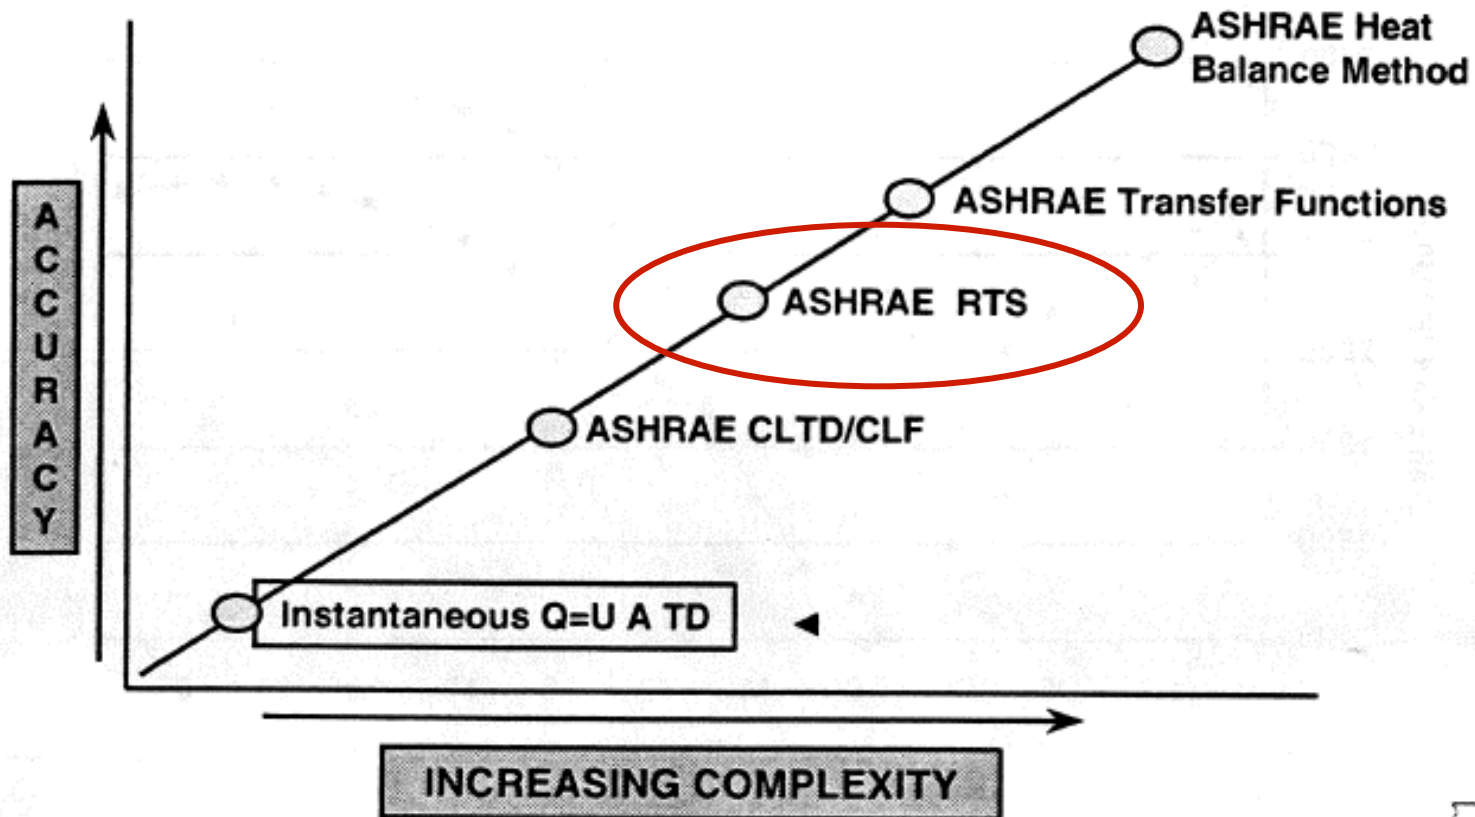 ASHRAE Heat
Balance Method
ASHRAE Transfer Functions
ASHRAE RTS
ASHRAE CLTD/CLF
Instantaneous Q=U A TD
ACCURACY
INCREASING COMPLEXITY